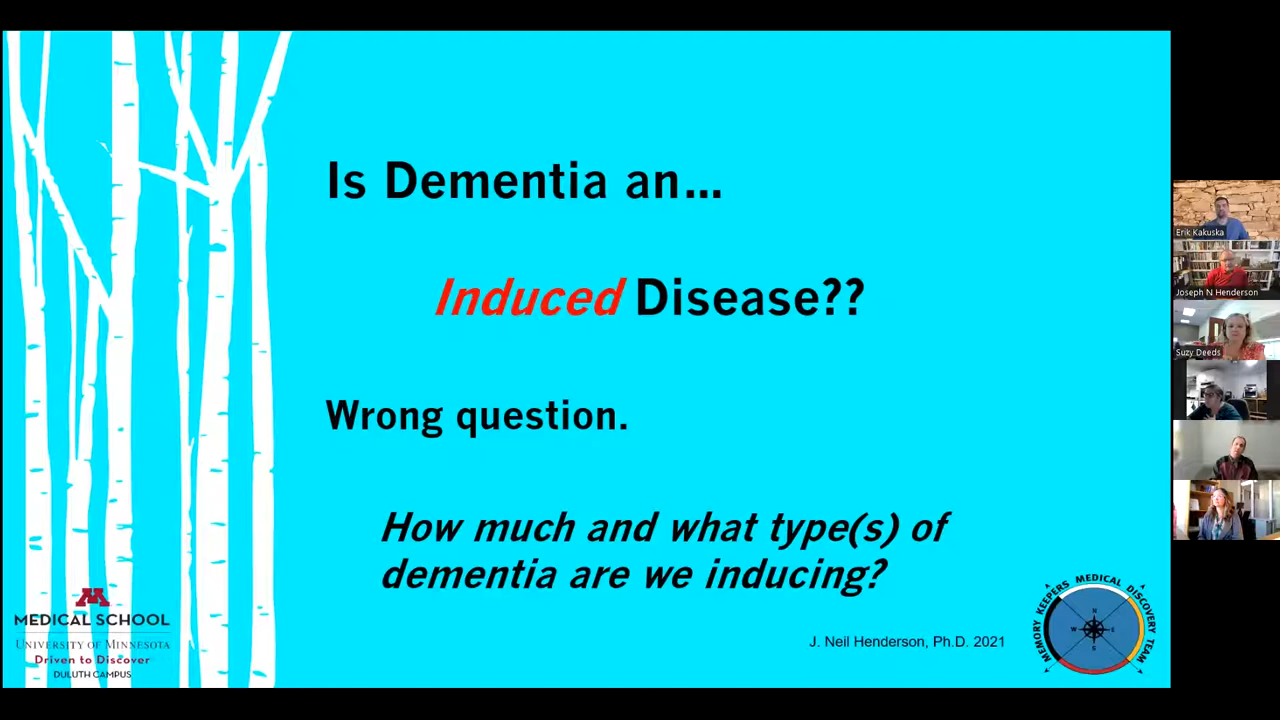 Is Dementia an...
Induced Disease??
Wrong question.
How much and what type(s) of
dementia are we inducing?
J. Neil Henderson, Ph.D. 2021
M
MEDICAL SCHOOL
UNIVERSITY OF MINNESOTA
Driven to Discover
DULUTH CAMPUS
MEMORY KEEPERS MEDICAL DISCOVERY TEAM
N
W
E
S
Erik Kakuska
Joseph N Henderson
Suzy Deeds